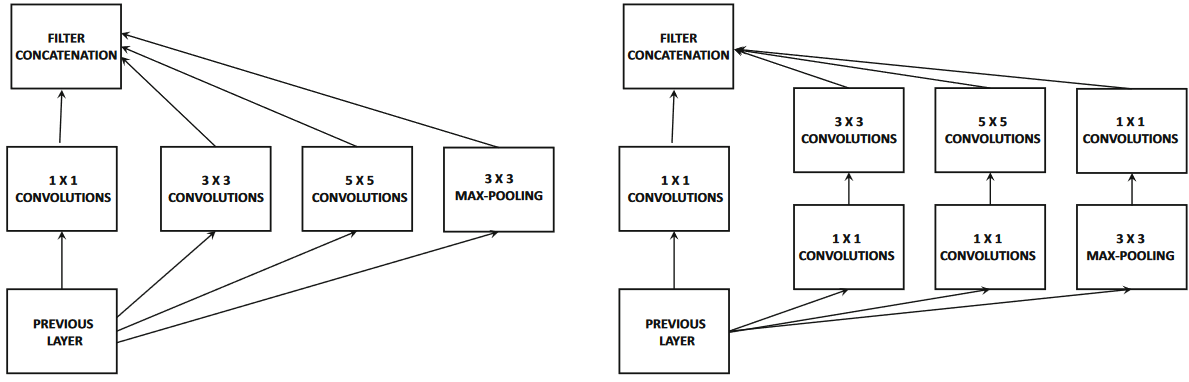 FILTER
CONCATENATION
1 X 1
CONVOLUTIONS
3 X 3
CONVOLUTIONS
5 X 5
CONVOLUTIONS
3 X 3
MAX-POOLING
PREVIOUS
LAYER
FILTER
CONCATENATION
3 X 3
CONVOLUTIONS
5 X 5
CONVOLUTIONS
1 X 1
CONVOLUTIONS
1 X 1
CONVOLUTIONS
1 X 1
CONVOLUTIONS
1 X 1
CONVOLUTIONS
3 X 3
MAX-POOLING
PREVIOUS
LAYER